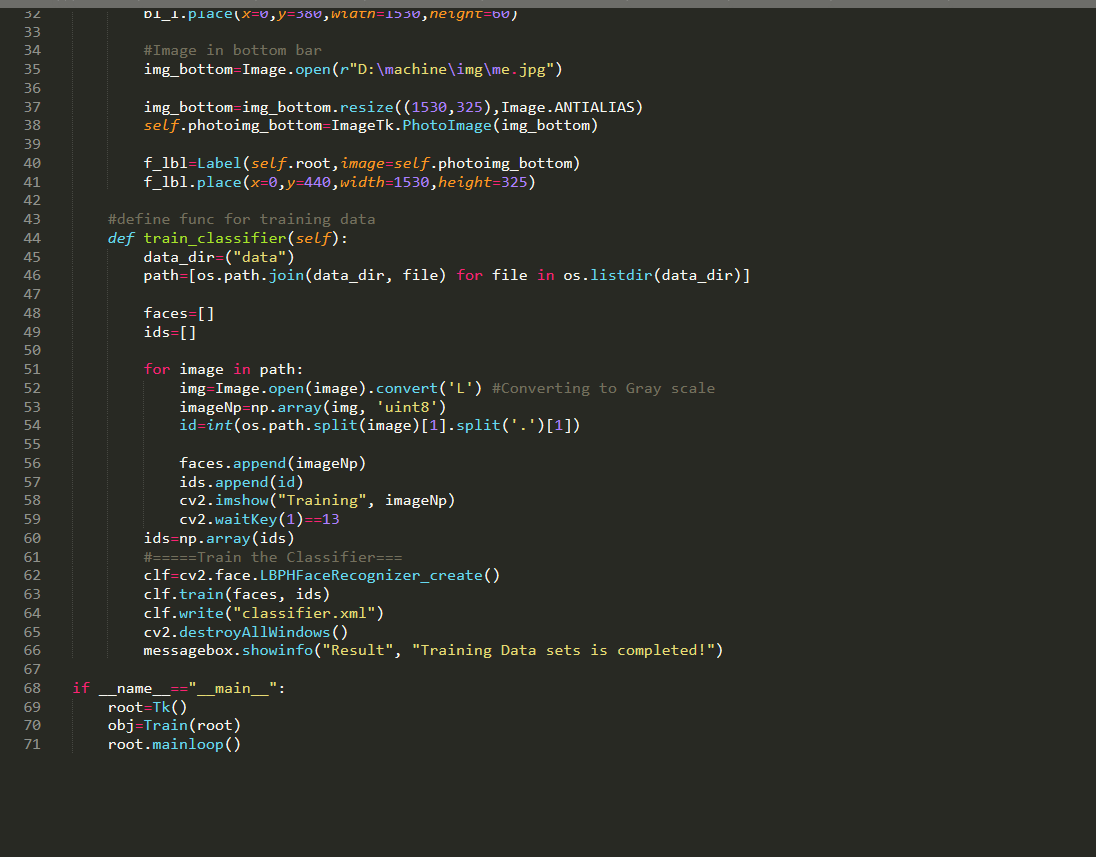 32 b1_1.place(x=0,y=380,width=1530,height=60)
33
34 #Image in bottom bar
35 img_bottom=Image.open(r"D:\machine\img\me.jpg")
36
37 img_bottom=img_bottom.resize((1530,325),Image.ANTIALIAS)
38 self.photoimg_bottom=ImageTk.PhotoImage(img_bottom)
39
40 f_lbl=Label(self.root,image=self.photoimg_bottom)
41 f_lbl.place(x=0,y=440,width=1530,height=325)
42
43 #define func for training data
44 def train_classifier(self):
45 data_dir=("data")
46 path=[os.path.join(data_dir, file) for file in os.listdir(data_dir)]
47
48 faces=[]
49 ids=[]
50
51 for image in path:
52 img=Image.open(image).convert('L') #Converting to Gray scale
53 imageNp=np.array(img, 'uint8')
54 id=int(os.path.split(image)[1].split('.')[1])
55
56 faces.append(imageNp)
57 ids.append(id)
58 cv2.imshow("Training", imageNp)
59 cv2.waitKey(1)==13
60 ids=np.array(ids)
61 #=====Train the Classifier===
62 clf=cv2.face.LBPHFaceRecognizer_create()
63 clf.train(faces, ids)
64 clf.write("classifier.xml")
65 cv2.destroyAllWindows()
66 messagebox.showinfo("Result", "Training Data sets is completed!")
67
68 if __name__=="__main__":
69 root=Tk()
70 obj=Train(root)
71 root.mainloop()